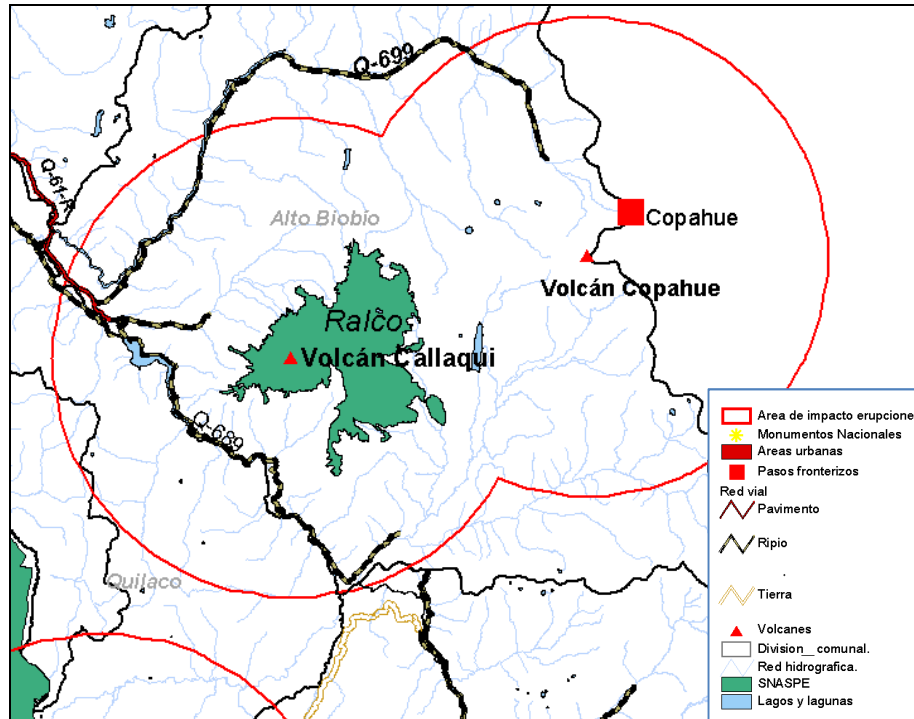 Q-699
Q-61-R
Alto Biobio
Copahue
Volcán Copahue
Ralco
Volcán Callaqui
Q-689
Quilaco
Area de impacto erupcione
Monumentos Nacionales
Areas urbanas
Pasos fronterizos
Red vial
Pavimento
Ripio
Tierra
Volcanes
Division__ comunal.
Red hidrografica.
SNASPE
Lagos y lagunas